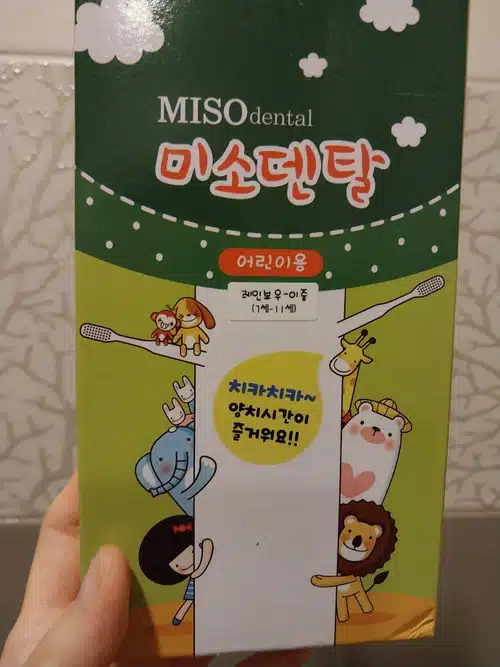 MISOdental
미소덴탈
어린이용
레인보우-이중
(7세-11세)
치카치카~
양치시간이
즐거워요!!